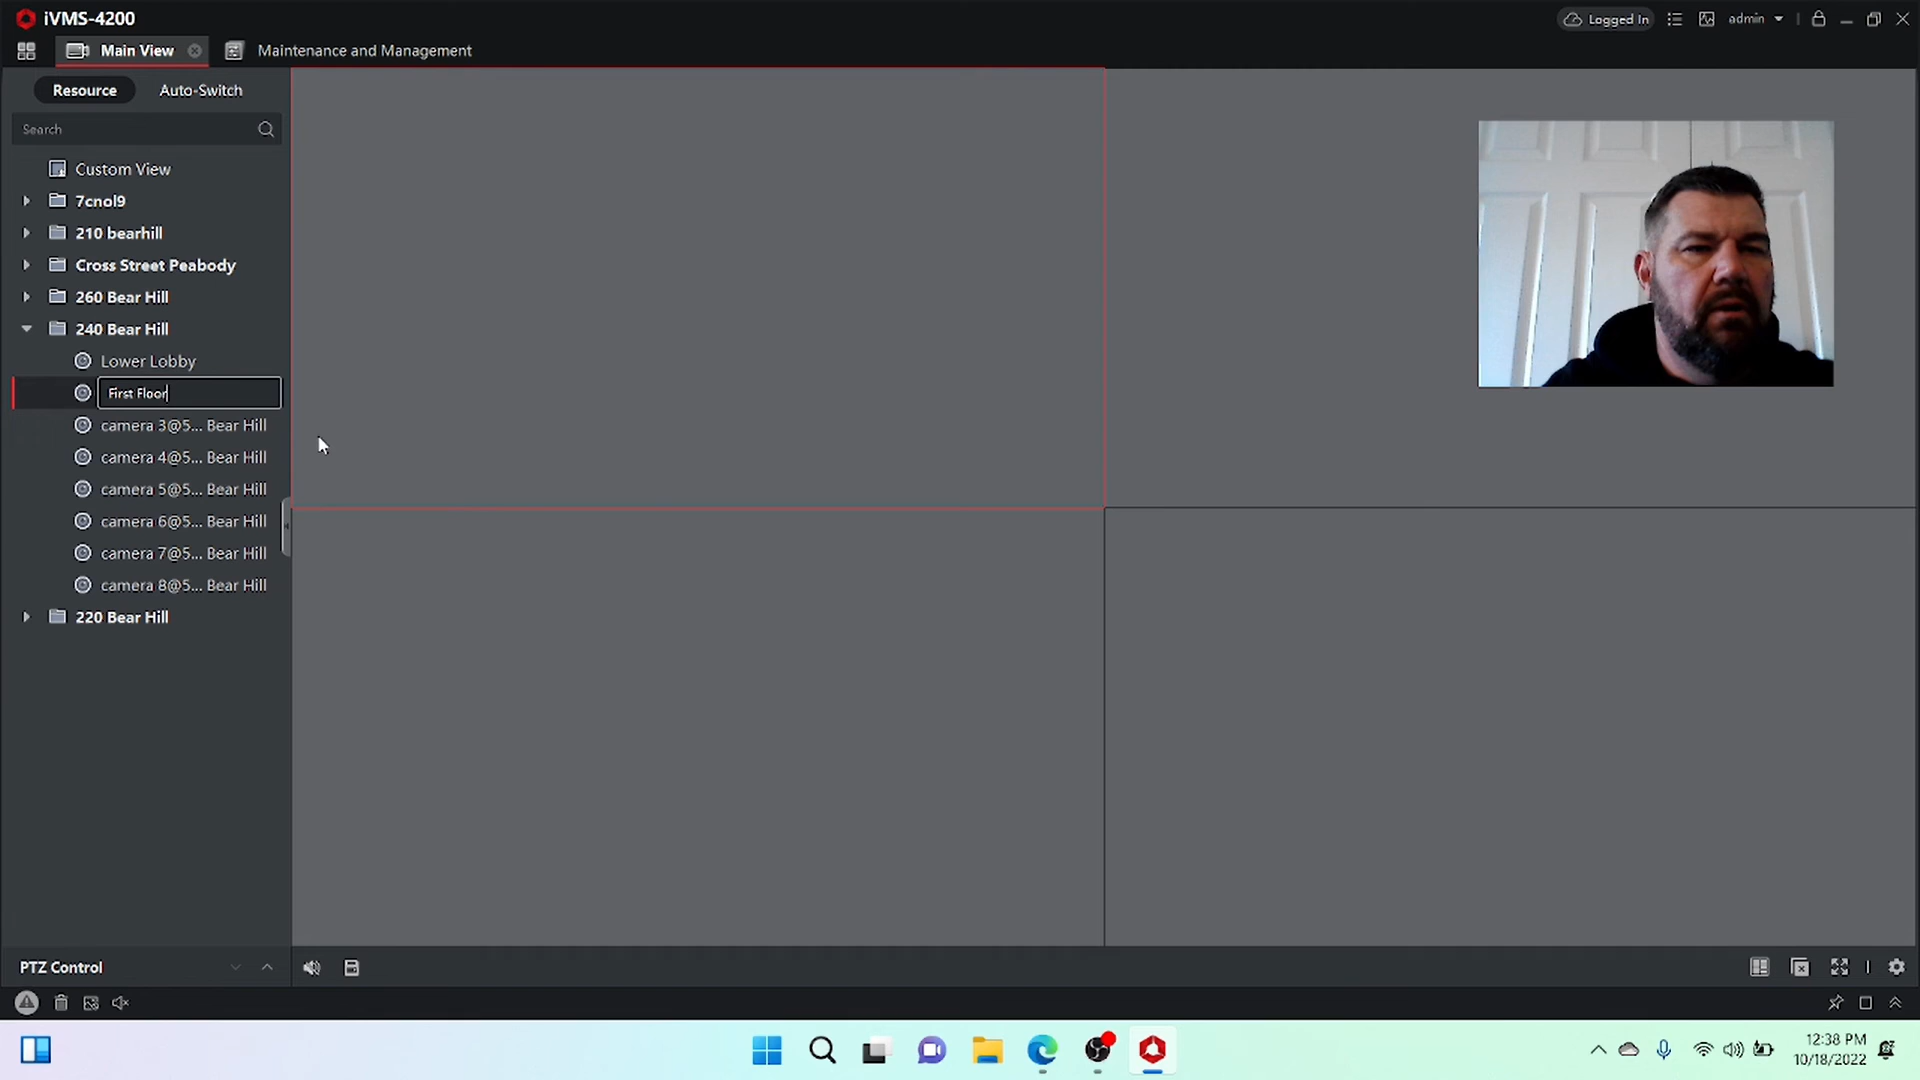 iVMS-4200
Logged In
admin
Main View
Maintenance and Management
Resource
Auto-Switch
Search
Custom View
7cnol9
210 bearhill
Cross Street Peabody
260 Bear Hill
240 Bear Hill
Lower Lobby
First Floor
camera 3@5... Bear Hill
camera 4@5... Bear Hill
camera 5@5... Bear Hill
camera 6@5... Bear Hill
camera 7@5... Bear Hill
camera 8@5... Bear Hill
220 Bear Hill
PTZ Control
12:38 PM
10/18/2022